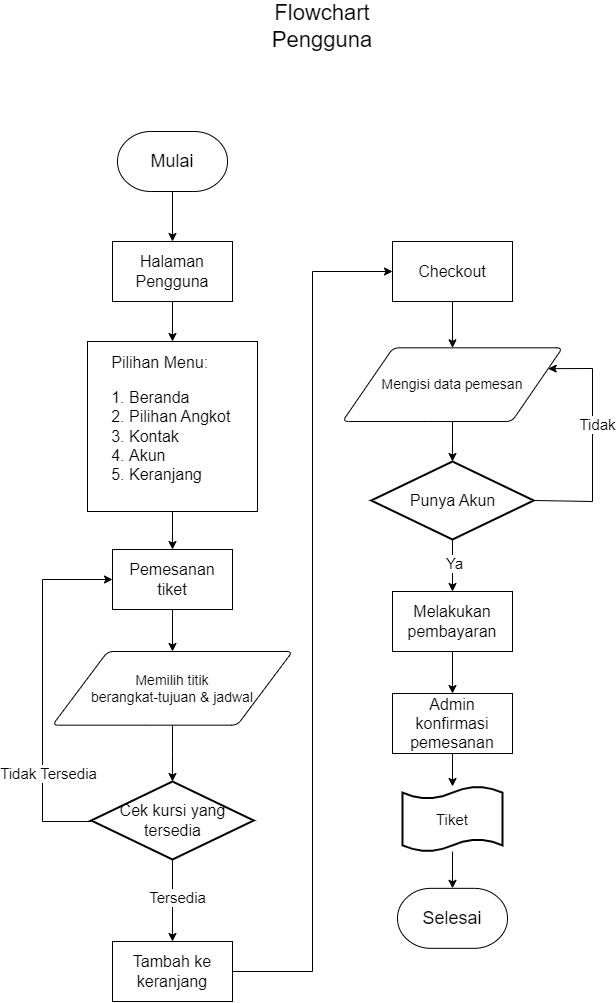 Flowchart
Pengguna
Mulai
Halaman
Pengguna
Pilihan Menu:
1. Beranda
2. Pilihan Angkot
3. Kontak
4. Akun
5. Keranjang
Pemesanan
tiket
Memilih titik
berangkat-tujuan & jadwal
Tidak Tersedia
Cek kursi yang
tersedia
Tersedia
Tambah ke
keranjang
Checkout
Mengisi data pemesan
Tidak
Punya Akun
Ya
Melakukan
pembayaran
Admin
konfirmasi
pemesanan
Tiket
Selesai